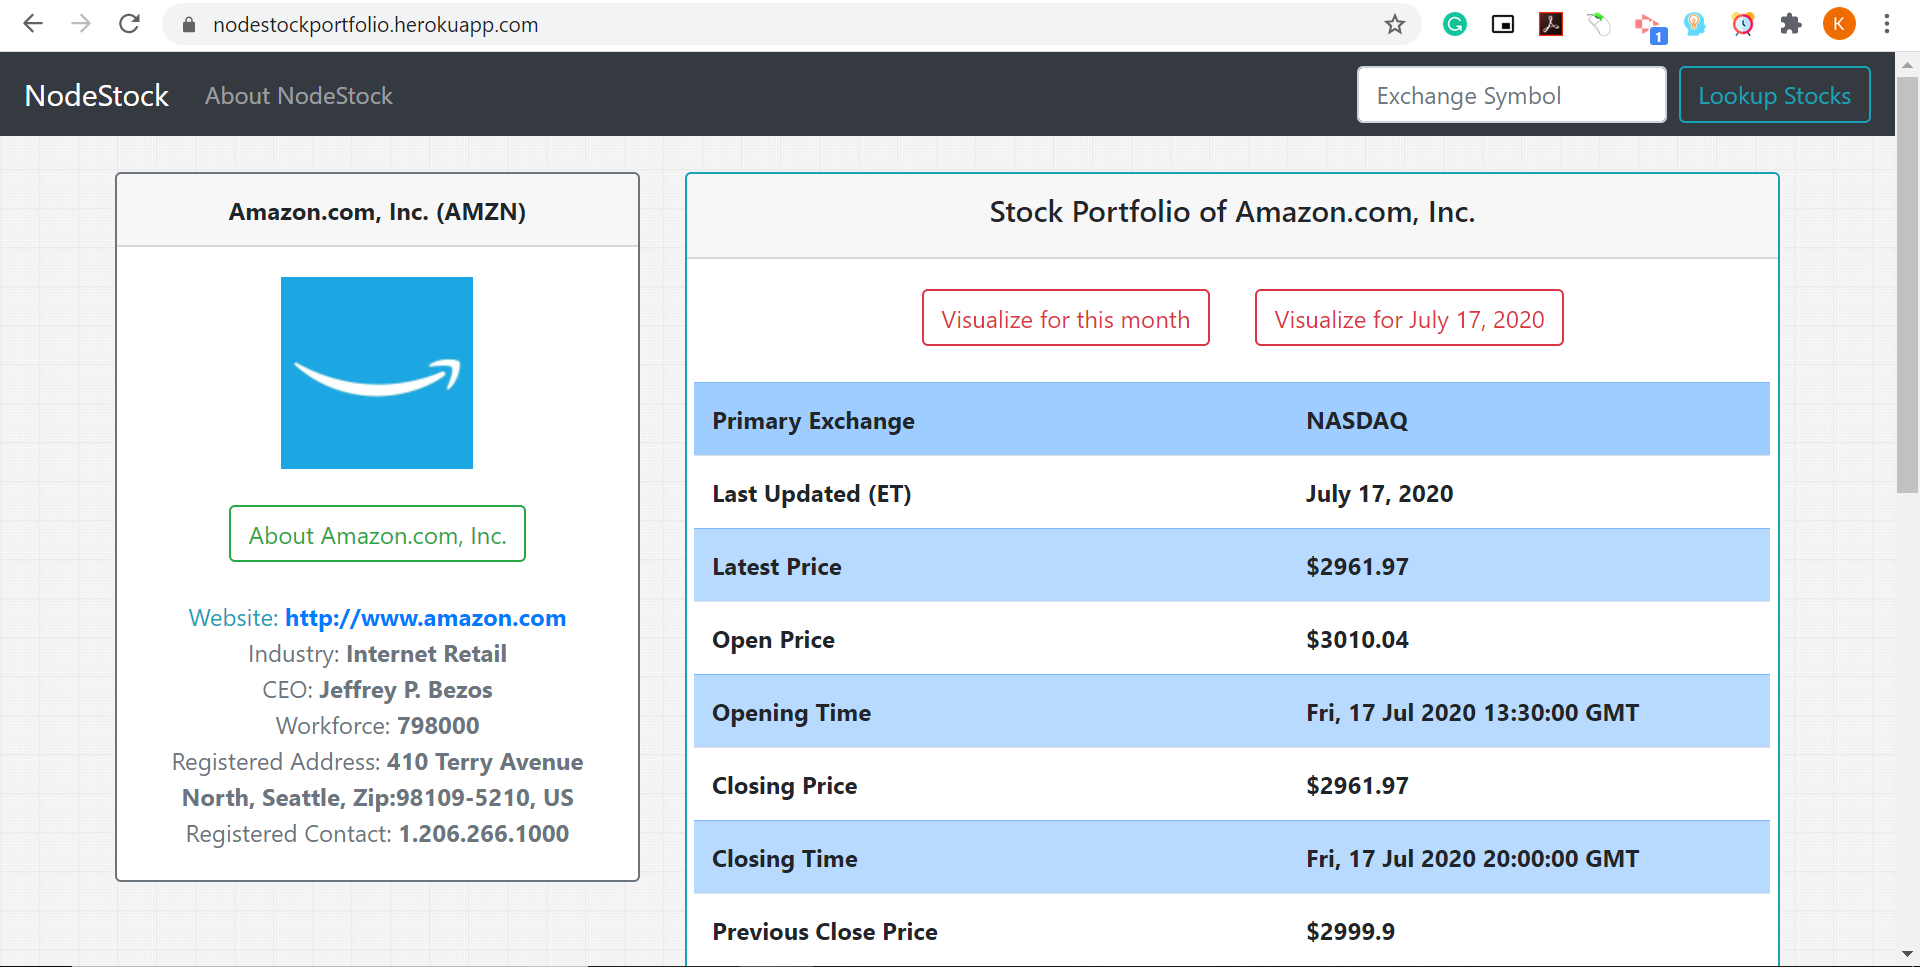 nodestockportfolio.herokuapp.com
G
1
K
NodeStock
About NodeStock
Exchange Symbol
Lookup Stocks
Amazon.com, Inc. (AMZN)
About Amazon.com, Inc.
Website: http://www.amazon.com
Industry: Internet Retail
CEO: Jeffrey P. Bezos
Workforce: 798000
Registered Address: 410 Terry Avenue
North, Seattle, Zip:98109-5210, US
Registered Contact: 1.206.266.1000
Stock Portfolio of Amazon.com, Inc.
Visualize for this month
Visualize for July 17, 2020
Primary Exchange NASDAQ
Last Updated (ET) July 17, 2020
Latest Price $2961.97
Open Price $3010.04
Opening Time Fri, 17 Jul 2020 13:30:00 GMT
Closing Price $2961.97
Closing Time Fri, 17 Jul 2020 20:00:00 GMT
Previous Close Price $2999.9